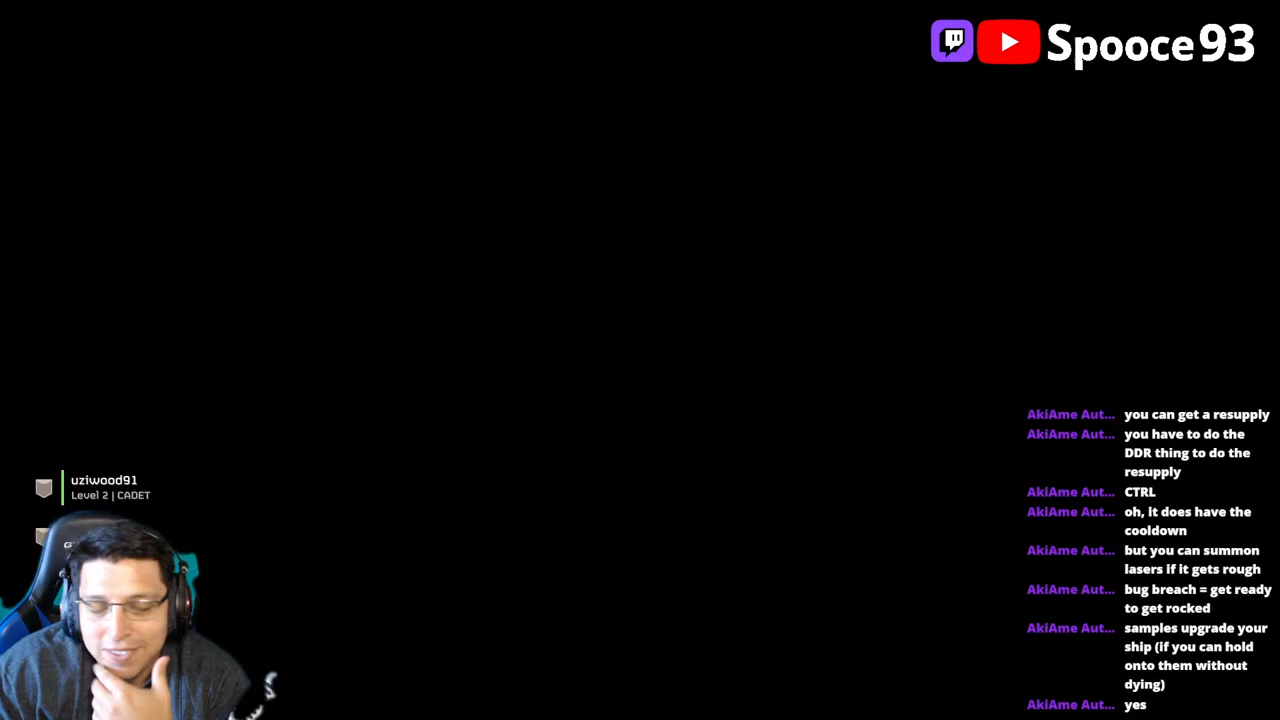 Spooce93
AkiAme Aut... you can get a resupply
AkiAme Aut... you have to do the
DDR thing to do the
resupply
AkiAme Aut... CTRL
AkiAme Aut... oh, it does have the
cooldown
AkiAme Aut... but you can summon
lasers if it gets rough
AkiAme Aut... bug breach = get ready
to get rocked
AkiAme Aut... samples upgrade your
ship (if you can hold
onto them without
dying)
AkiAme Aut... yes
uziwood91
Level 2 | CADET